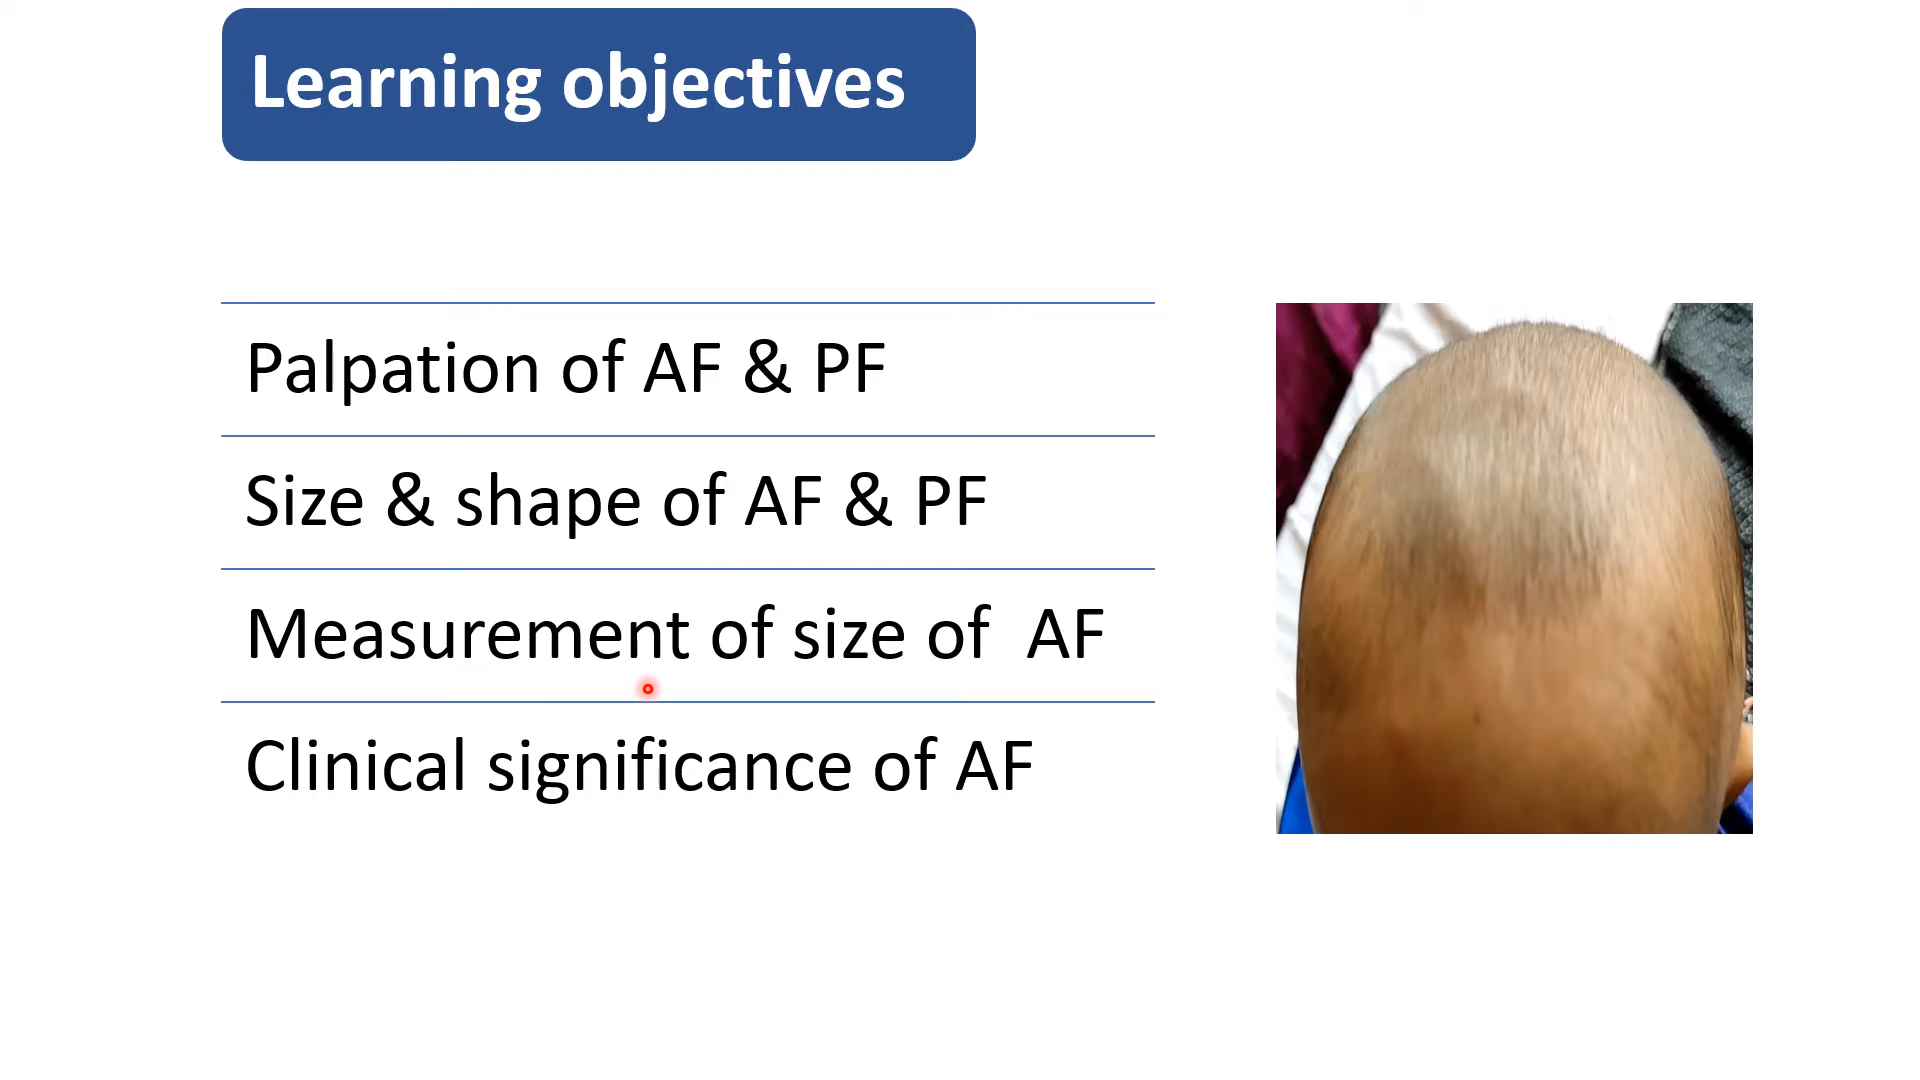 Learning objectives
Palpation of AF & PF
Size & shape of AF & PF
Measurement of size of  AF
Clinical significance of AF